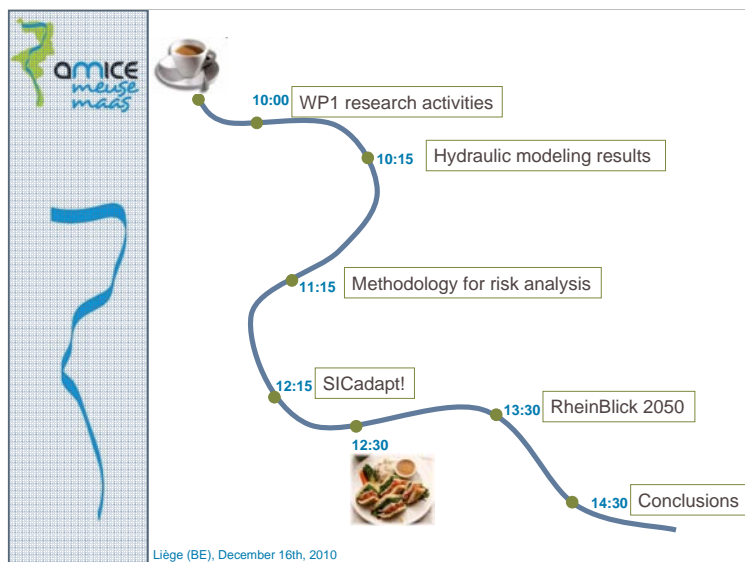 amice
meuse
maas
10:00 WP1 research activities
10:15 Hydraulic modeling results
11:15 Methodology for risk analysis
12:15 SICadapt!
12:30
13:30 RheinBlick 2050
14:30 Conclusions
Liège (BE), December 16th, 2010